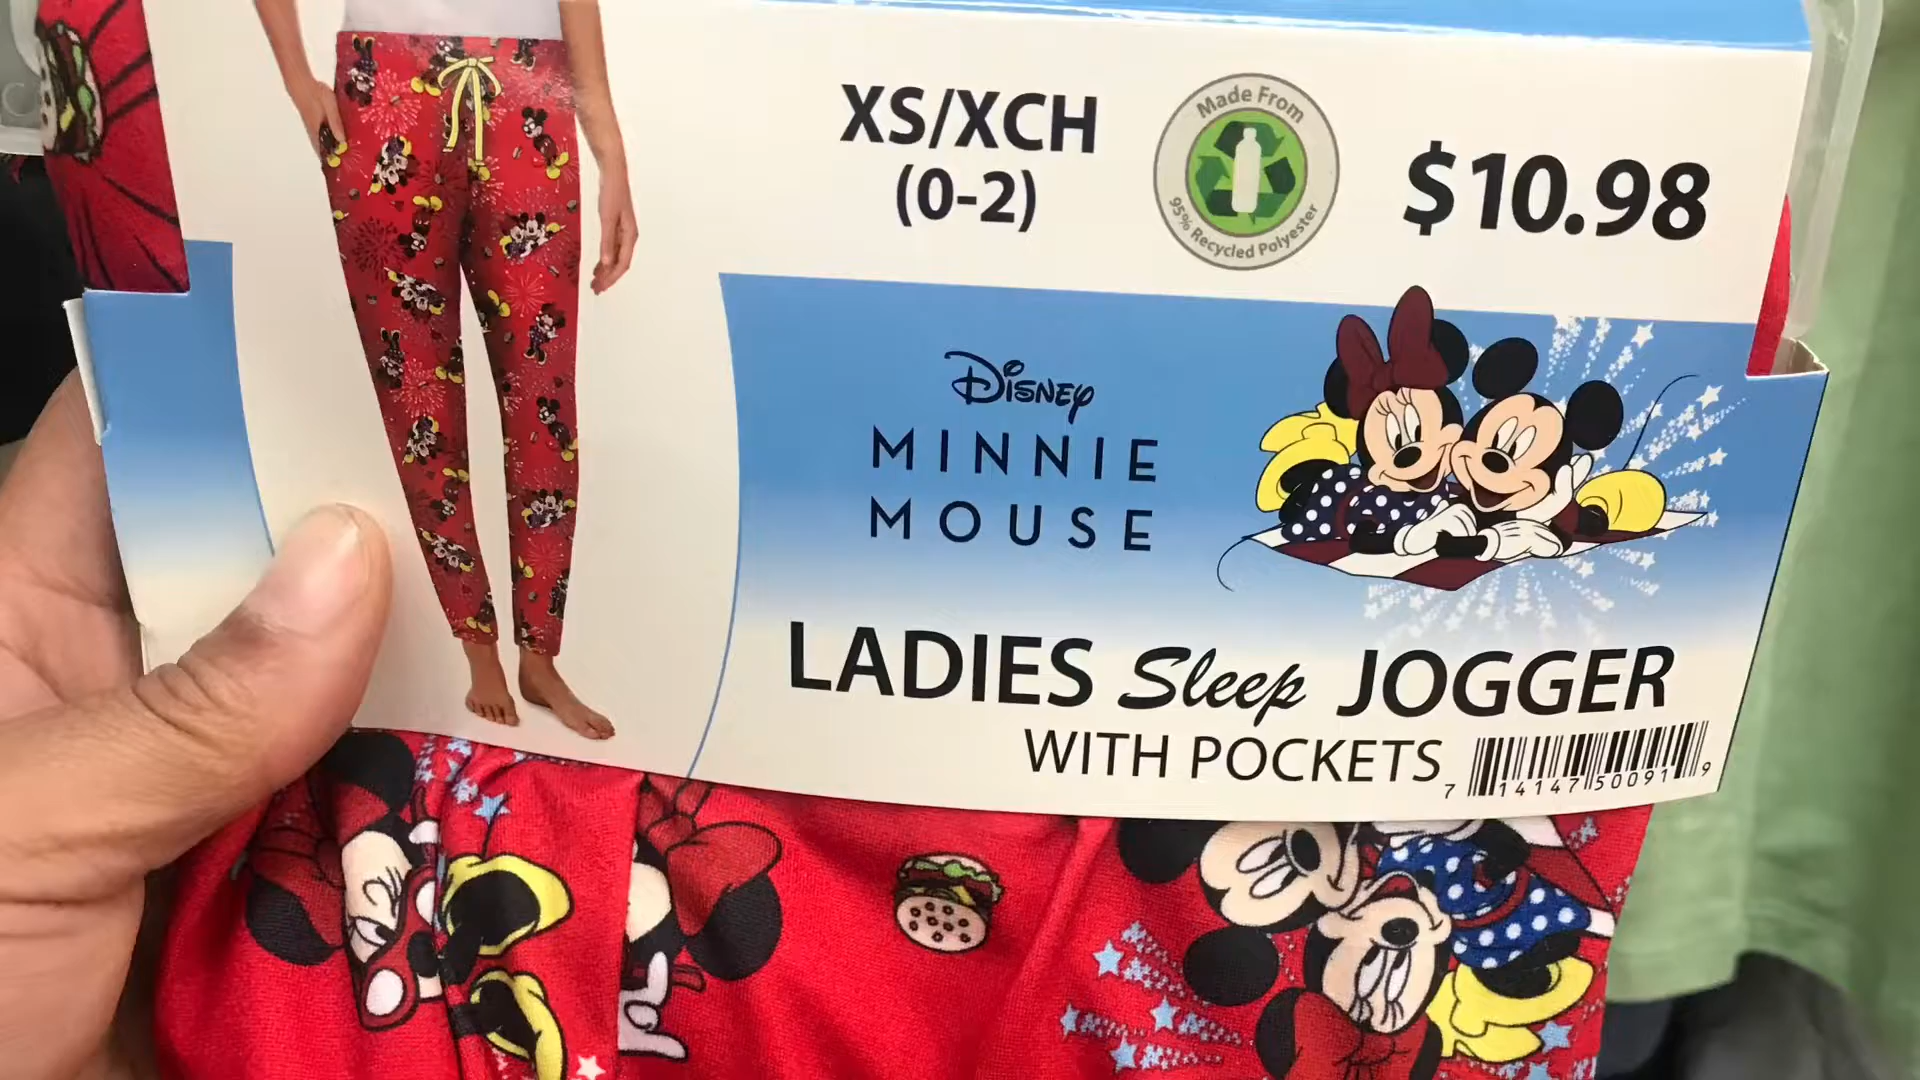 XS/XCH
(0-2)
Made From
95% Recycled Polyester
$10.98
Disney
MINNIE
MOUSE
LADIES Sleep JOGGER
WITH POCKETS
7 14147 50091 9